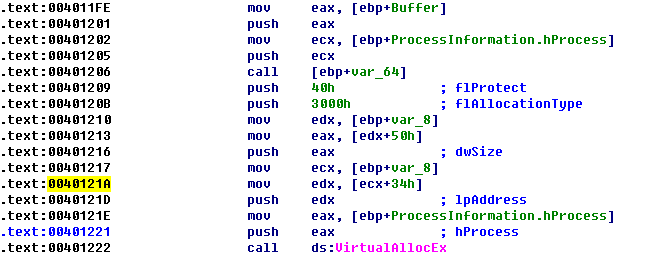 .text:004011FE mov eax, [ebp+Buffer]
.text:00401201 push eax
.text:00401202 mov ecx, [ebp+ProcessInformation.hProcess]
.text:00401205 push ecx
.text:00401206 call [ebp+var_64]
.text:00401209 push 40h ; flProtect
.text:0040120B push 3000h ; flAllocationType
.text:00401210 mov edx, [ebp+var_8]
.text:00401213 mov eax, [edx+50h]
.text:00401216 push eax ; dwSize
.text:00401217 mov ecx, [ebp+var_8]
.text:0040121A mov edx, [ecx+34h]
.text:0040121D push edx ; lpAddress
.text:0040121E mov eax, [ebp+ProcessInformation.hProcess]
.text:00401221 push eax ; hProcess
.text:00401222 call ds:VirtualAllocEx